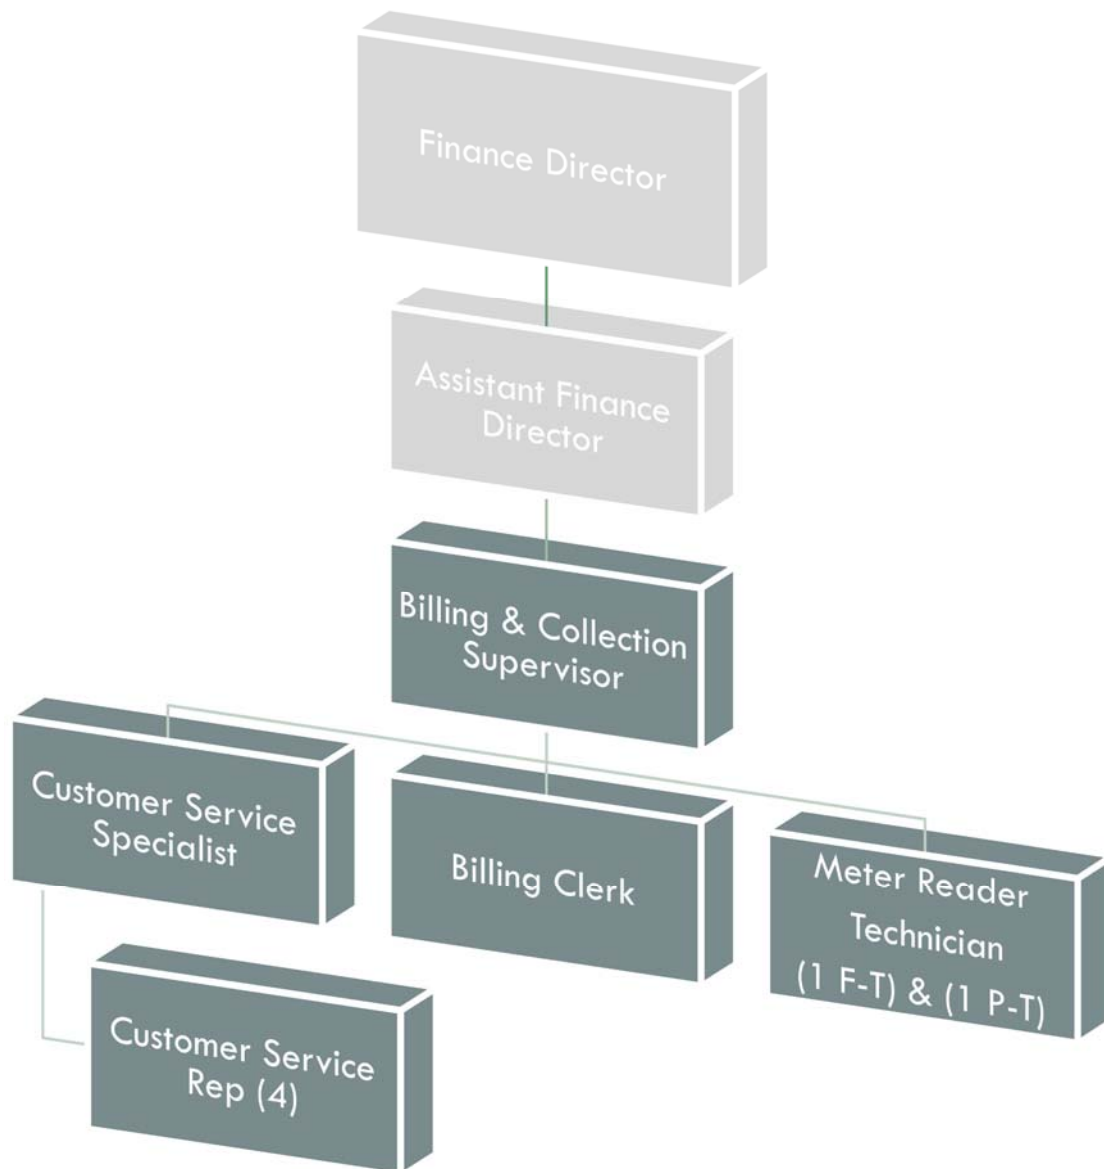 Finance Director
Assistant Finance
Director
Billing & Collection
Supervisor
Customer Service
Specialist
Billing Clerk
Meter Reader
Technician
(1 F-T) & (1 P-T)
Customer Service
Rep (4)